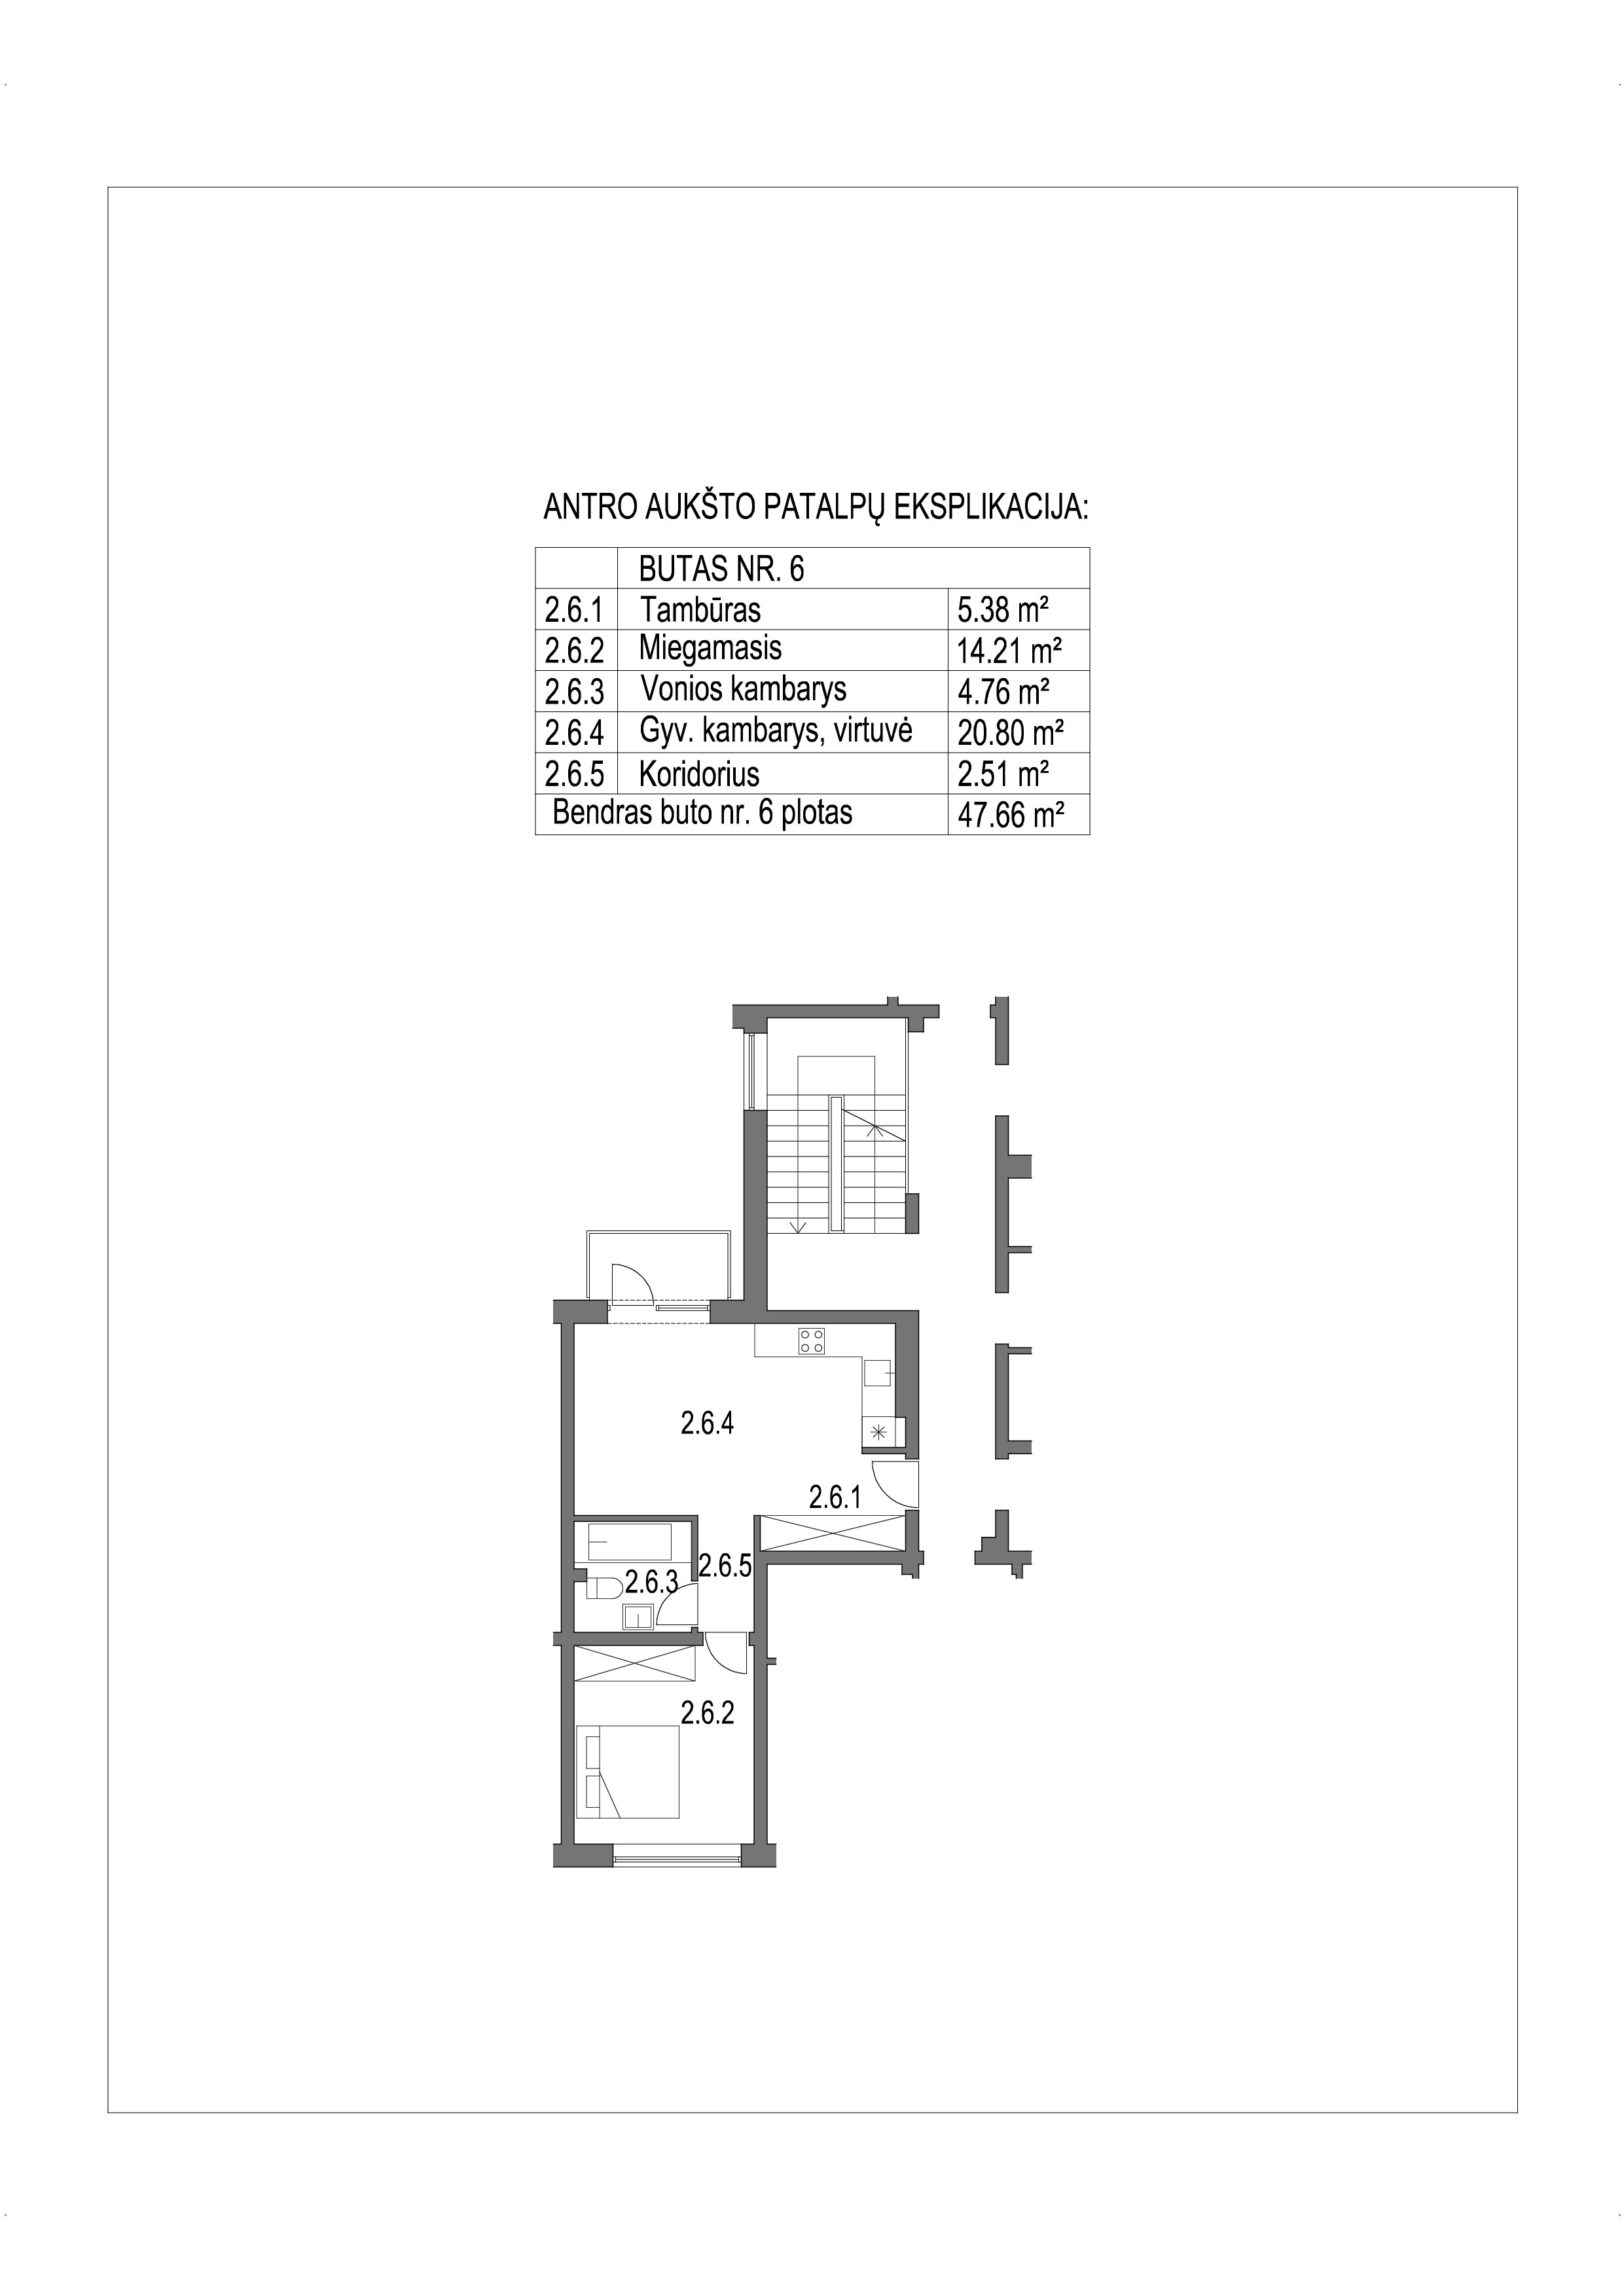 ANTRO AUKŠTO PATALPŲ EKSPLIKACIJA:
BUTAS NR. 6
2.6.1 Tambūras 5.38 m²
2.6.2 Miegamasis 14.21 m²
2.6.3 Vonios kambarys 4.76 m²
2.6.4 Gyv. kambarys, virtuvė 20.80 m²
2.6.5 Koridorius 2.51 m²
Bendras buto nr. 6 plotas 47.66 m²
2.6.4
2.6.1
2.6.5
2.6.3
2.6.2